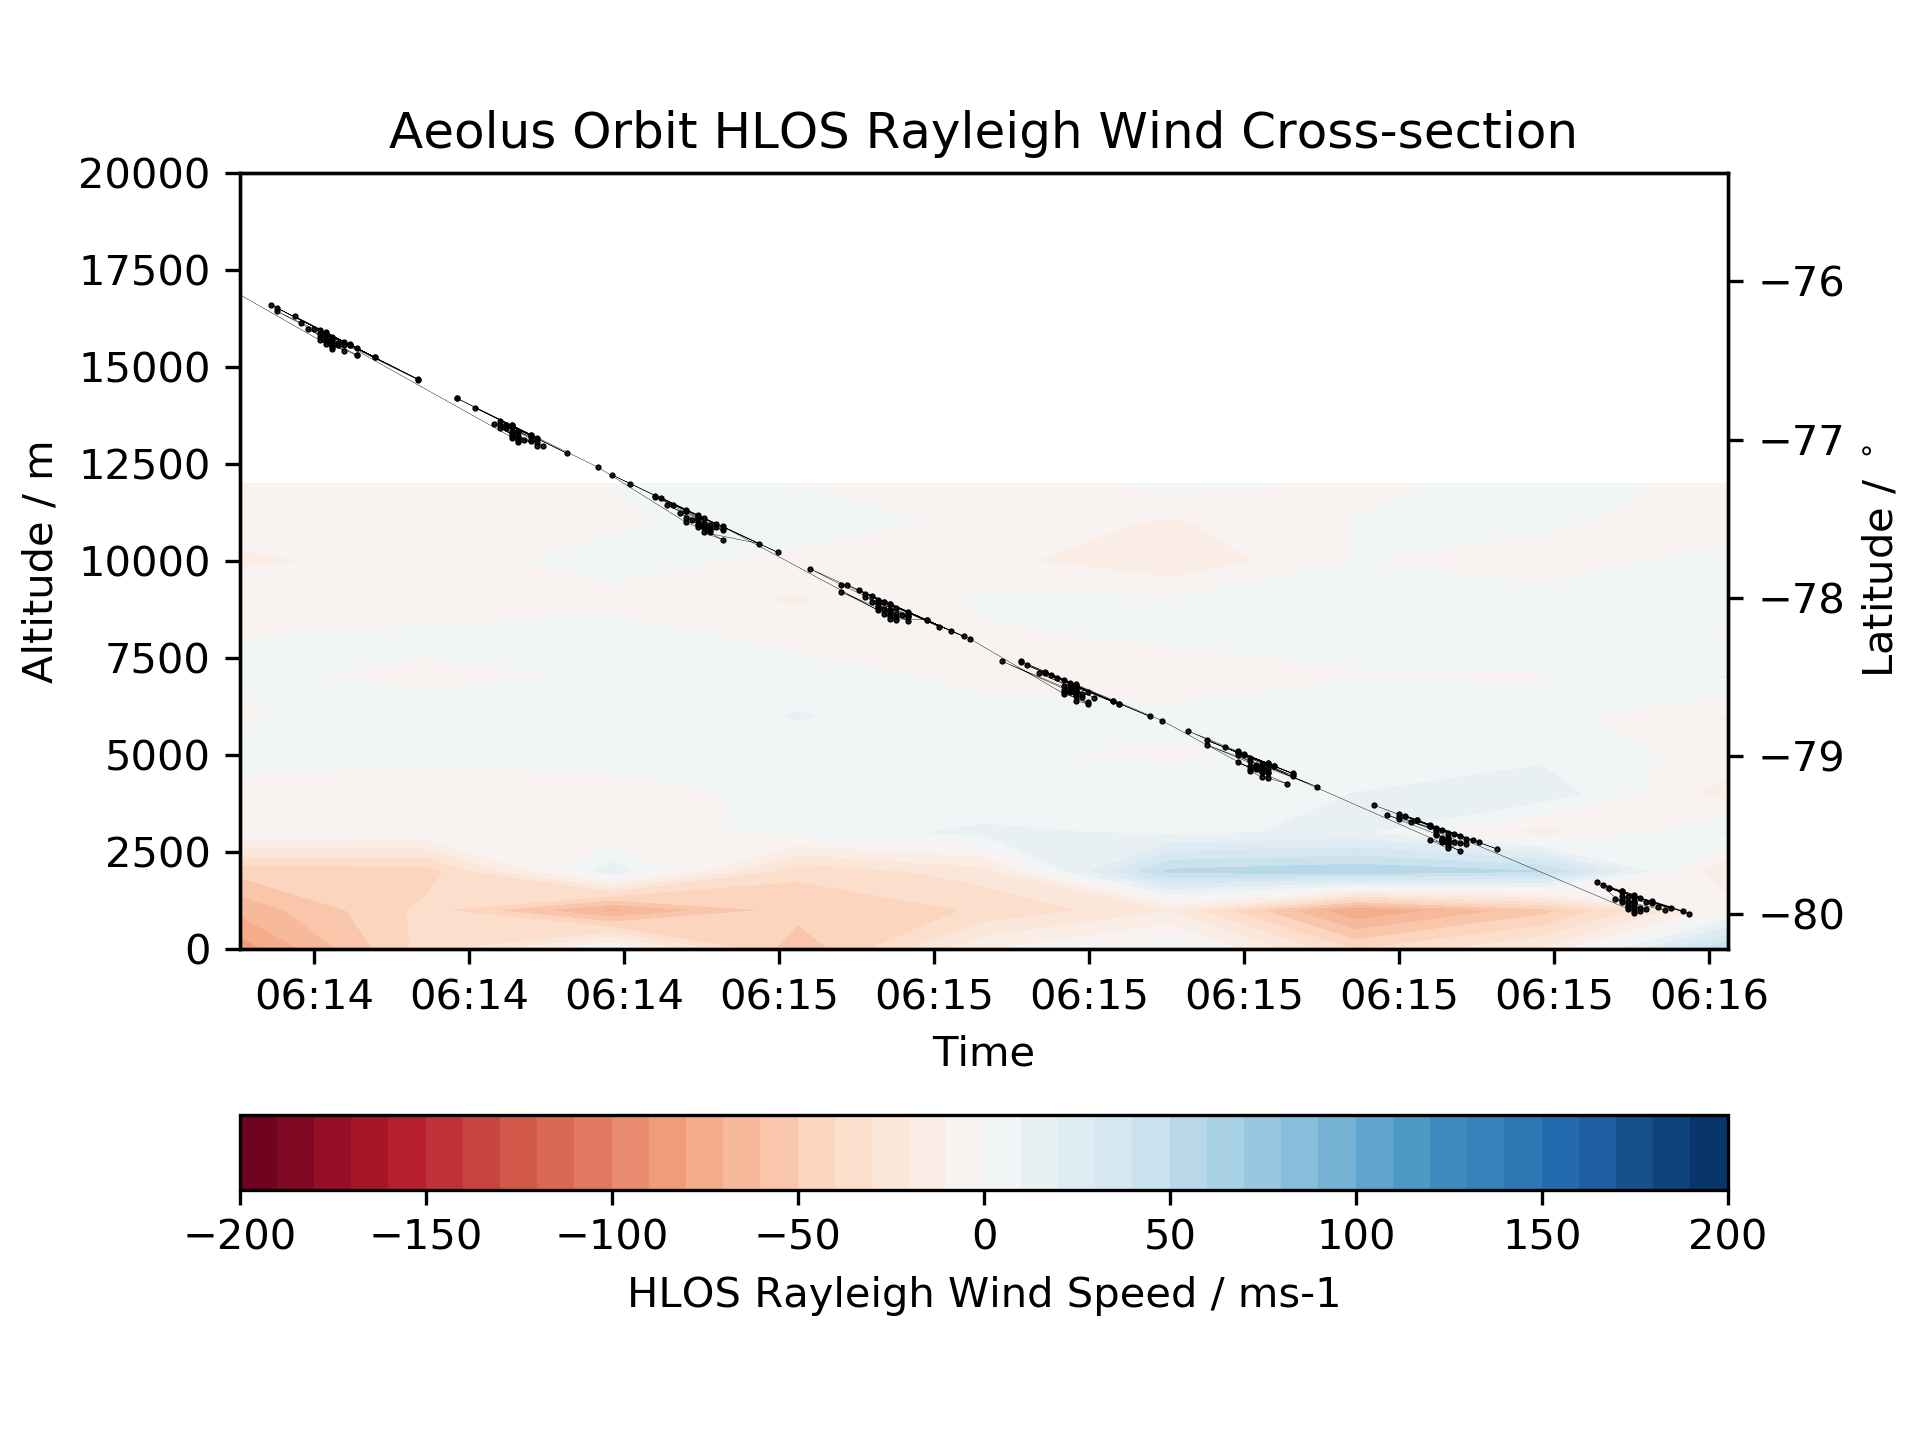 Aeolus Orbit HLOS Rayleigh Wind Cross-section
20000
17500
15000
12500
10000
7500
5000
2500
0
Altitude / m
−76
−77
−78
−79
−80
Latitude / °
06:14 06:14 06:14 06:15 06:15 06:15 06:15 06:15 06:15 06:16
Time
−200 −150 −100 −50 0 50 100 150 200
HLOS Rayleigh Wind Speed / ms-1